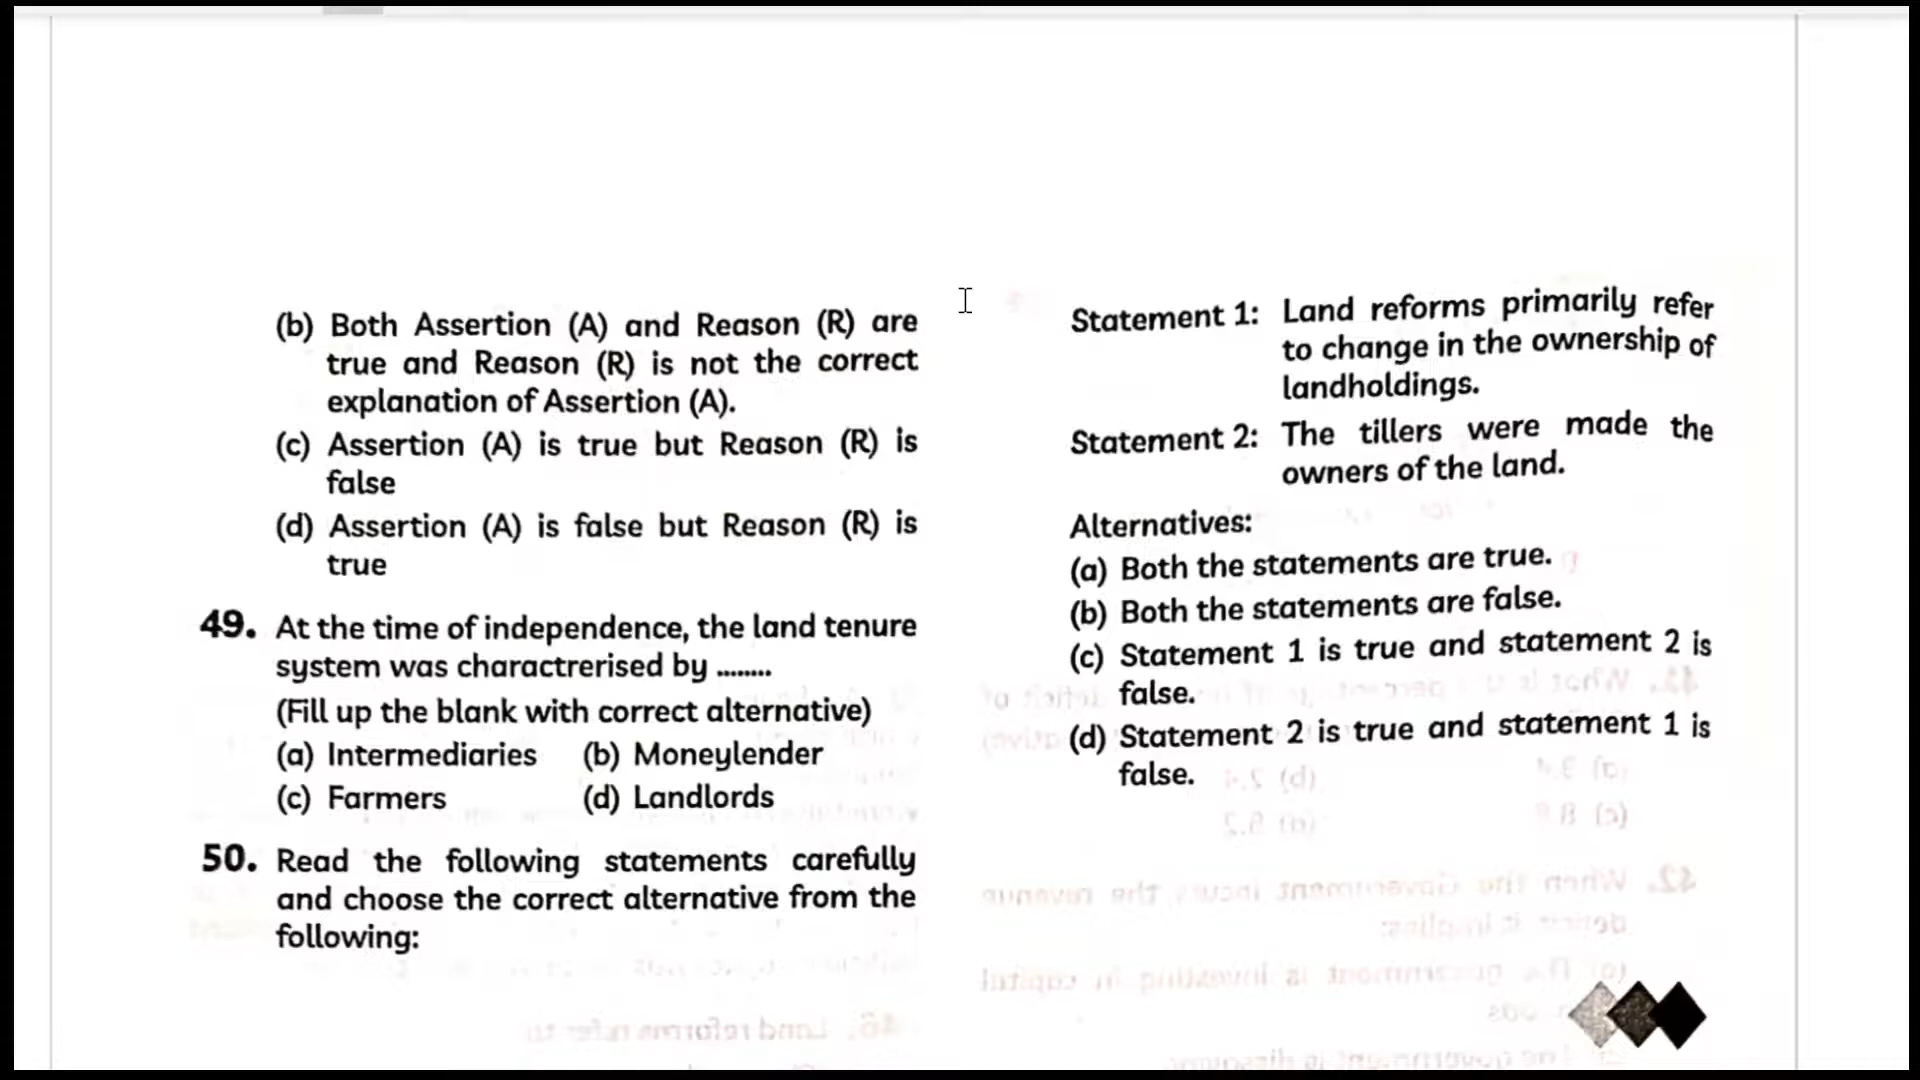 (b) Both Assertion (A) and Reason (R) are
true and Reason (R) is not the correct
explanation of Assertion (A).
(c) Assertion (A) is true but Reason (R) is
false
(d) Assertion (A) is false but Reason (R) is
true
49. At the time of independence, the land tenure
system was charactrerised by ........
(Fill up the blank with correct alternative)
(a) Intermediaries (b) Moneylender
(c) Farmers (d) Landlords
50. Read the following statements carefully
and choose the correct alternative from the
following:
Statement 1: Land reforms primarily refer
to change in the ownership of
landholdings.
Statement 2: The tillers were made the
owners of the land.
Alternatives:
(a) Both the statements are true.
(b) Both the statements are false.
(c) Statement 1 is true and statement 2 is
false.
(d) Statement 2 is true and statement 1 is
false.